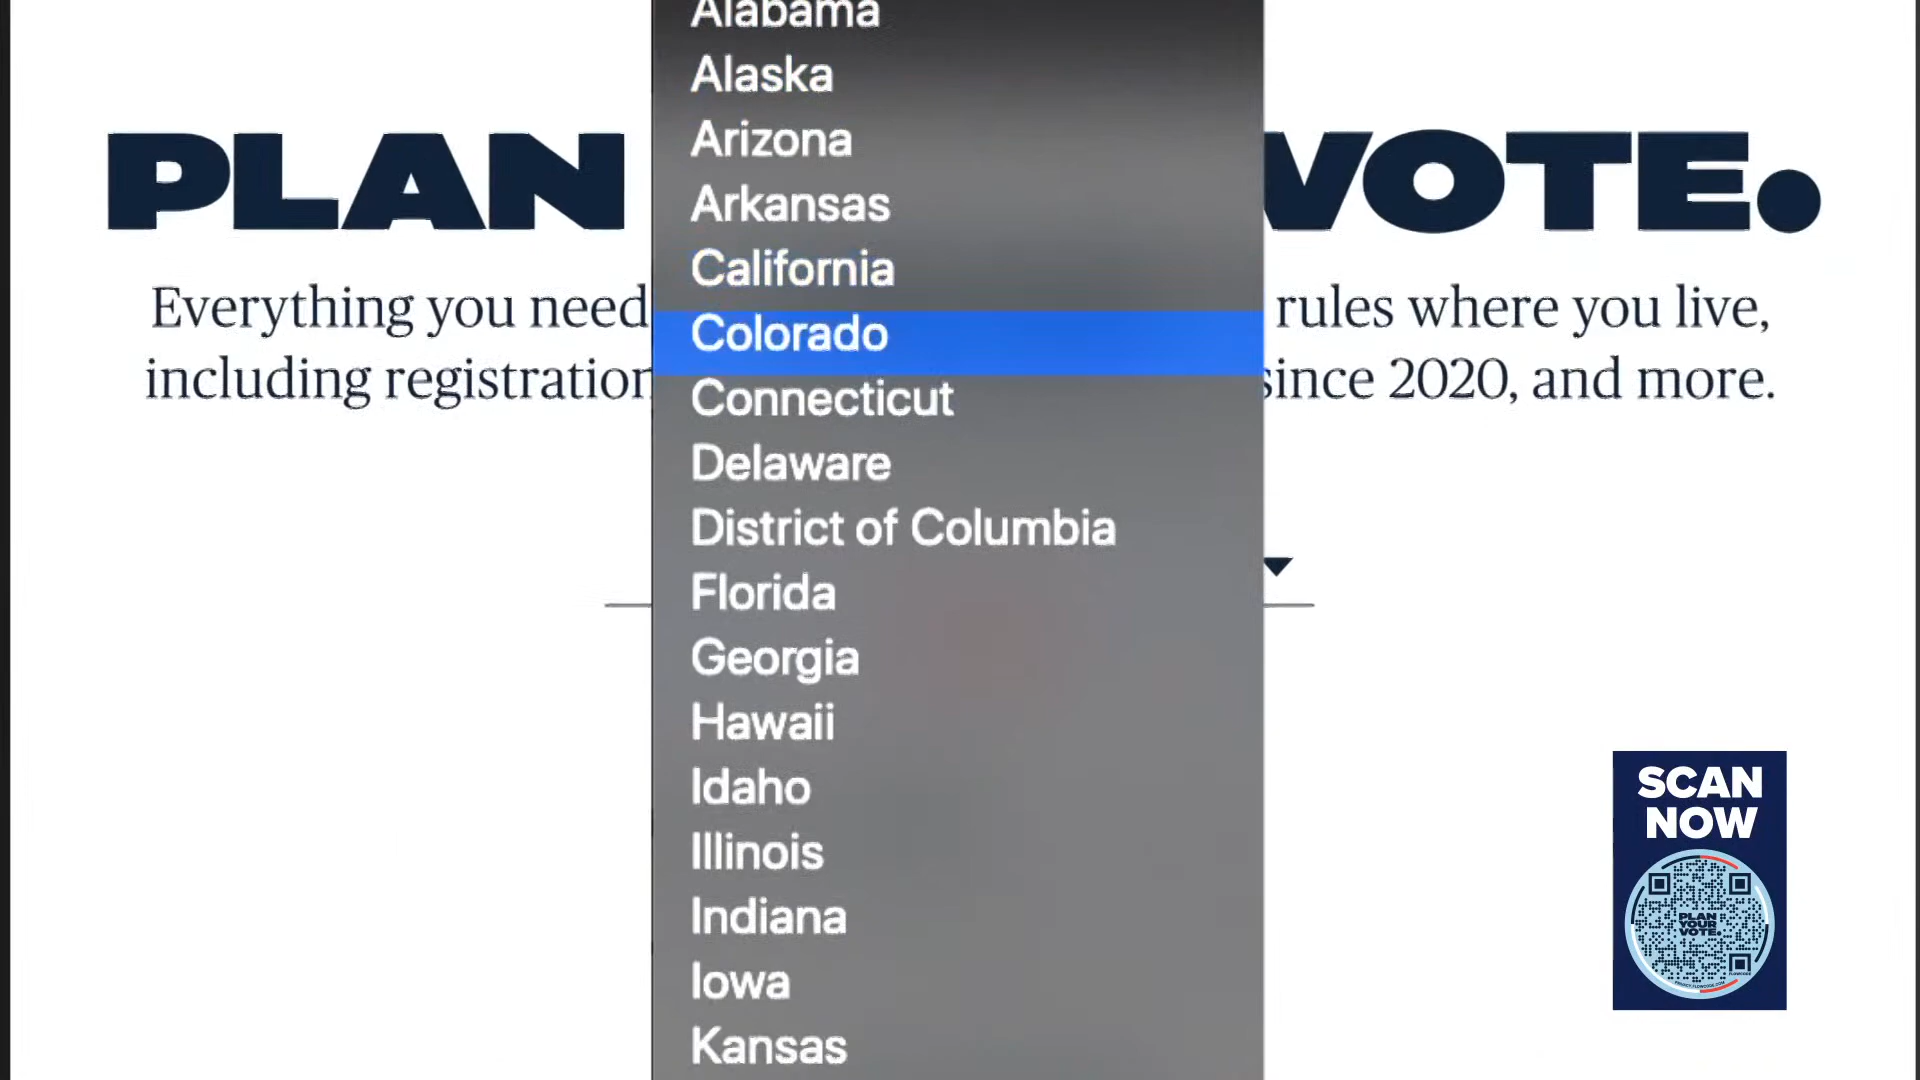 Alabama
Alaska
Arizona
Arkansas
California
Colorado
Connecticut
Delaware
District of Columbia
Florida
Georgia
Hawaii
Idaho
Illinois
Indiana
Iowa
Kansas
PLAN VOTE.
Everything you need rules where you live,
including registration since 2020, and more.
SCAN
NOW
PLAN
YOUR
VOTE.